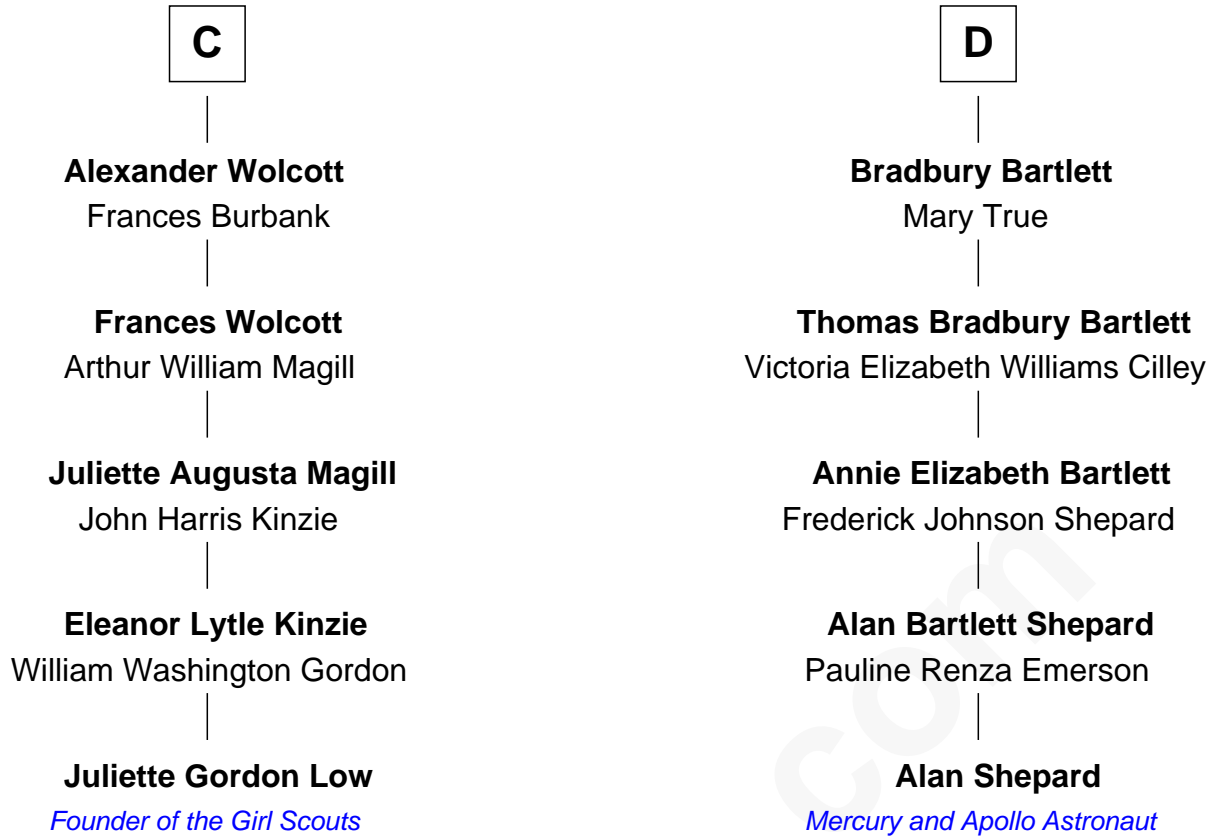 C
Alexander Wolcott
Frances Burbank
Frances Wolcott
Arthur William Magill
Juliette Augusta Magill
John Harris Kinzie
Eleanor Lytle Kinzie
William Washington Gordon
Juliette Gordon Low
Founder of the Girl Scouts
D
Bradbury Bartlett
Mary True
Thomas Bradbury Bartlett
Victoria Elizabeth Williams Cilley
Annie Elizabeth Bartlett
Frederick Johnson Shepard
Alan Bartlett Shepard
Pauline Renza Emerson
Alan Shepard
Mercury and Apollo Astronaut
com